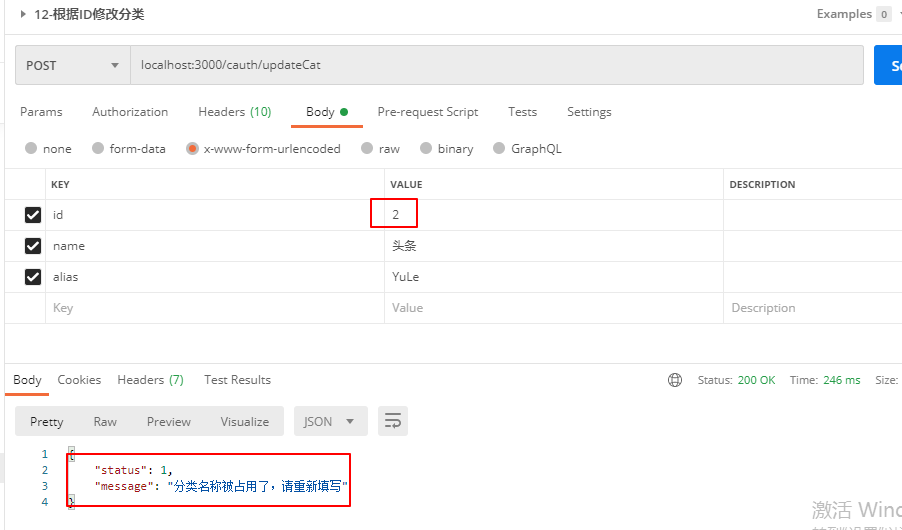 12-根据ID修改分类 Examples 0
POST localhost:3000/cauth/updateCat
Params Authorization Headers (10) Body Pre-request Script Tests Settings
none form-data x-www-form-urlencoded raw binary GraphQL
KEY VALUE DESCRIPTION
id 2
name 头条
alias YuLe
Key Value Description
Body Cookies Headers (7) Test Results Status: 200 OK Time: 246 ms Size:
Pretty Raw Preview Visualize JSON
1 {
2 "status": 1,
3 "message": "分类名称被占用了，请重新填写"
4 }
激活